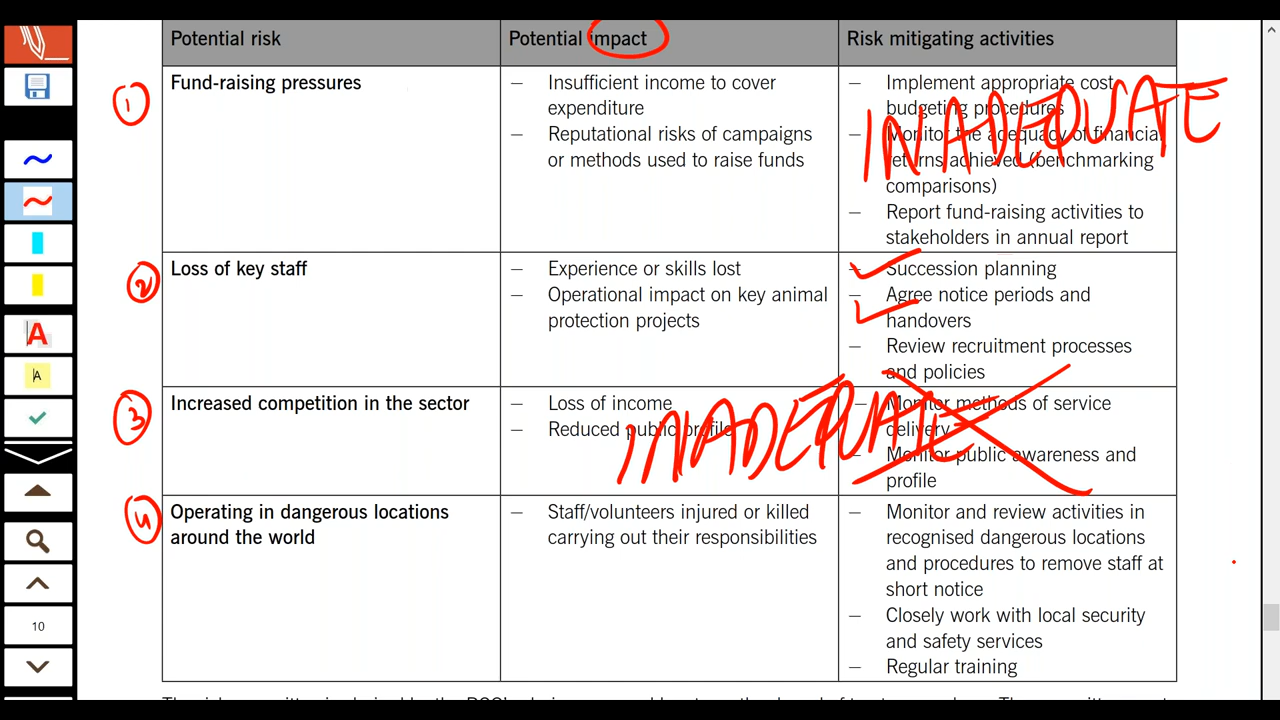 Potential risk
Potential impact
Risk mitigating activities
1
Fund-raising pressures
– Insufficient income to cover
expenditure
– Reputational risks of campaigns
or methods used to raise funds
– Implement appropriate cost
budgeting procedures
– Monitor the adequacy of financial
returns achieved (benchmarking
comparisons)
– Report fund-raising activities to
stakeholders in annual report
INADEQUATE
2
Loss of key staff
– Experience or skills lost
– Operational impact on key animal
protection projects
– Succession planning
– Agree notice periods and
handovers
– Review recruitment processes
and policies
3
Increased competition in the sector
– Loss of income
– Reduced public profile
– Monitor methods of service
delivery
– Monitor public awareness and
profile
INADEQUATE
4
Operating in dangerous locations
around the world
– Staff/volunteers injured or killed
carrying out their responsibilities
– Monitor and review activities in
recognised dangerous locations
and procedures to remove staff at
short notice
– Closely work with local security
and safety services
– Regular training
A
A
10